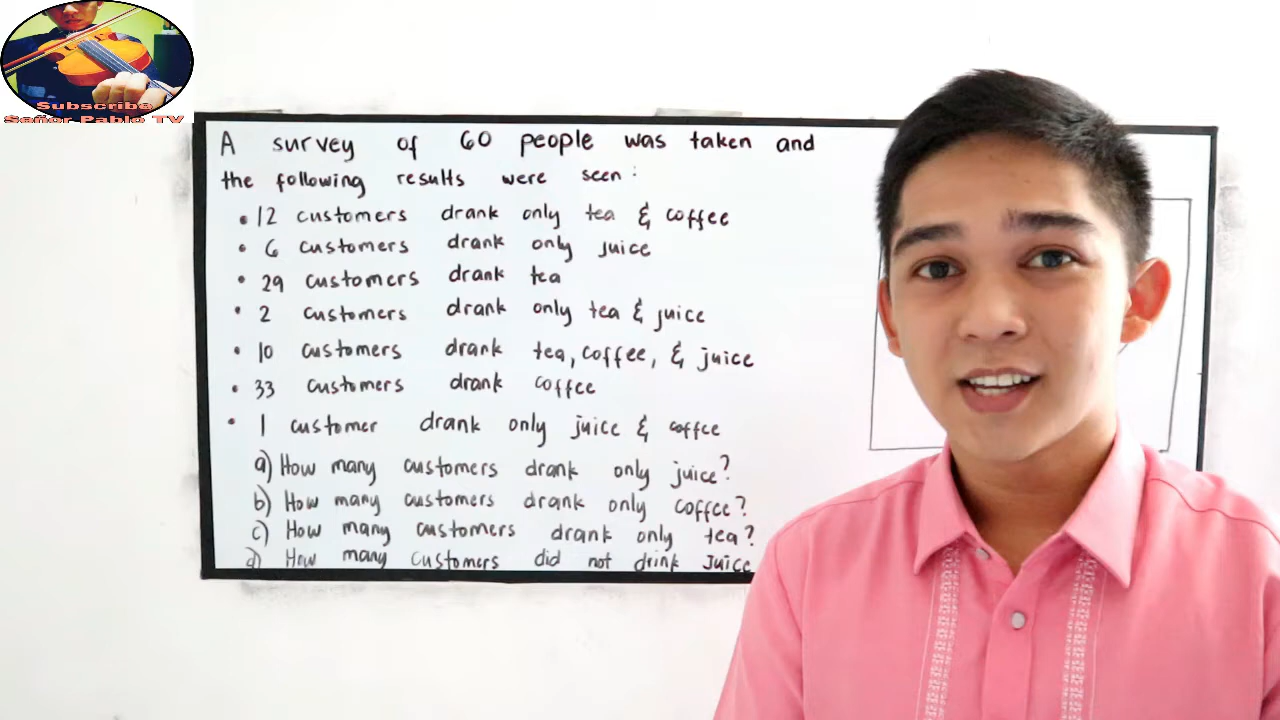 Subscribe
Señor Pablo TV
A survey of 60 people was taken and
the following results were seen:
• 12 customers drank only tea & coffee
• 6 customers drank only juice
• 29 customers drank tea
• 2 customers drank only tea & juice
• 10 customers drank tea, coffee, & juice
• 33 customers drank coffee
• 1 customer drank only juice & coffee
a) How many customers drank only juice?
b) How many customers drank only coffee?
c) How many customers drank only tea?
d) How many customers did not drink juice